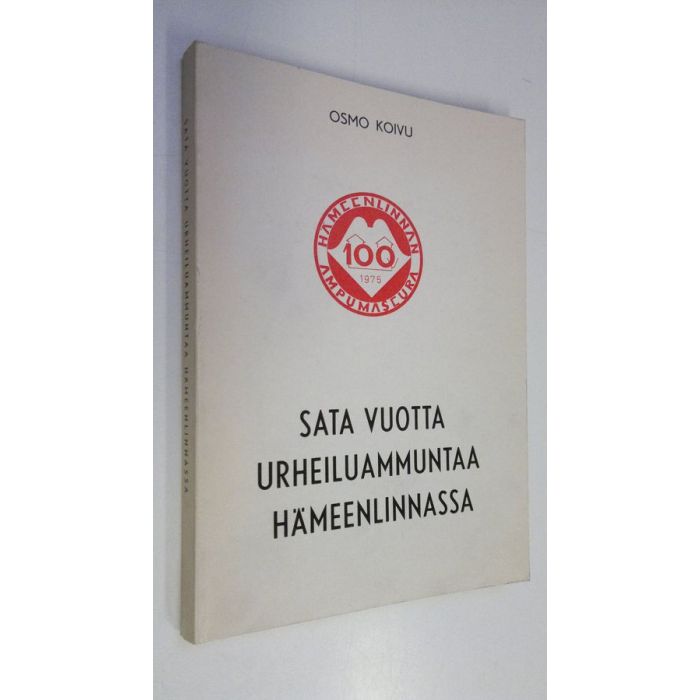 OSMO KOIVU
HÄMEENLINNAN
100
1975
AMPUMASEURA
SATA VUOTTA
URHEILUAMMUNTAA
HÄMEENLINNASSA
SATA VUOTTA URHEILUAMMUNTAA HÄMEENLINNASSA